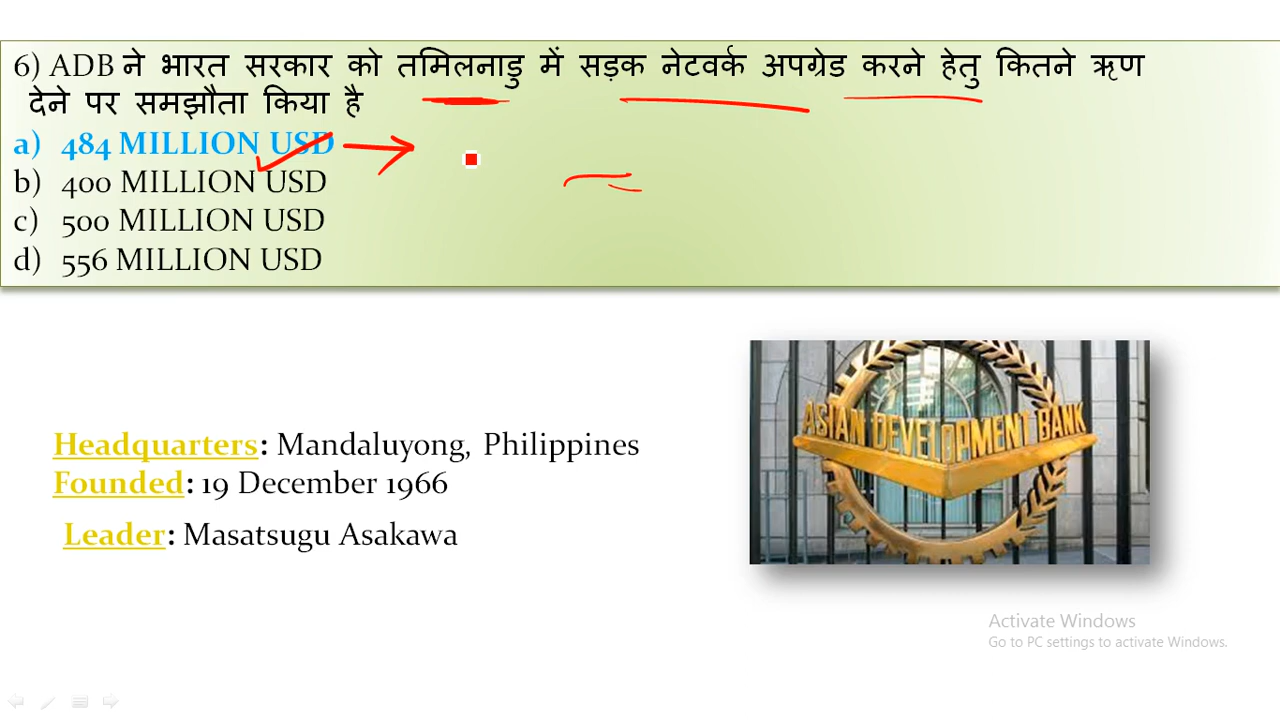 6) ADB ने भारत सरकार को तमिलनाडु में सड़क नेटवर्क अपग्रेड करने हेतु कितने ऋण
देने पर समझौता किया है
a) 484 MILLION USD
b) 400 MILLION USD
c) 500 MILLION USD
d) 556 MILLION USD
ASIAN DEVELOPMENT BANK
Headquarters: Mandaluyong, Philippines
Founded: 19 December 1966
Leader: Masatsugu Asakawa
Activate Windows
Go to PC settings to activate Windows.